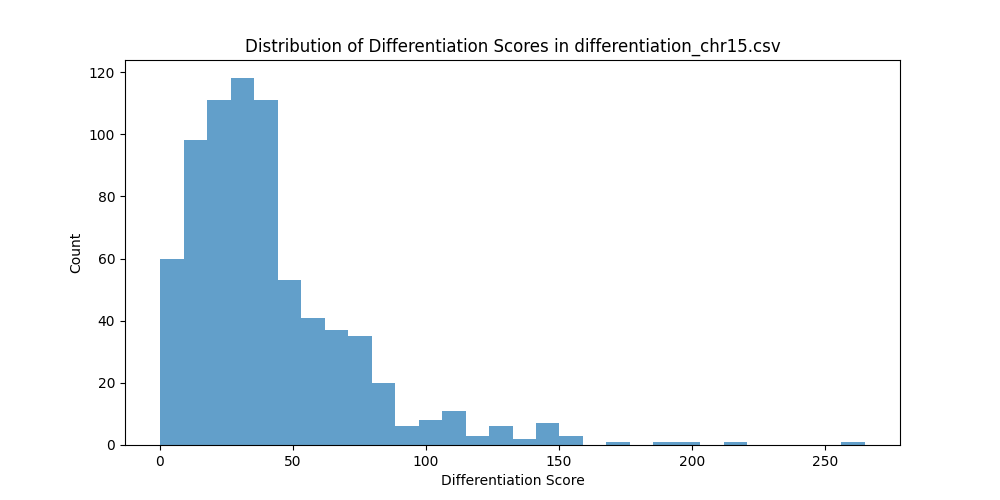 Distribution of Differentiation Scores in differentiation_chr15.csv
120
100
80
60
40
20
0
Count
0 50 100 150 200 250
Differentiation Score